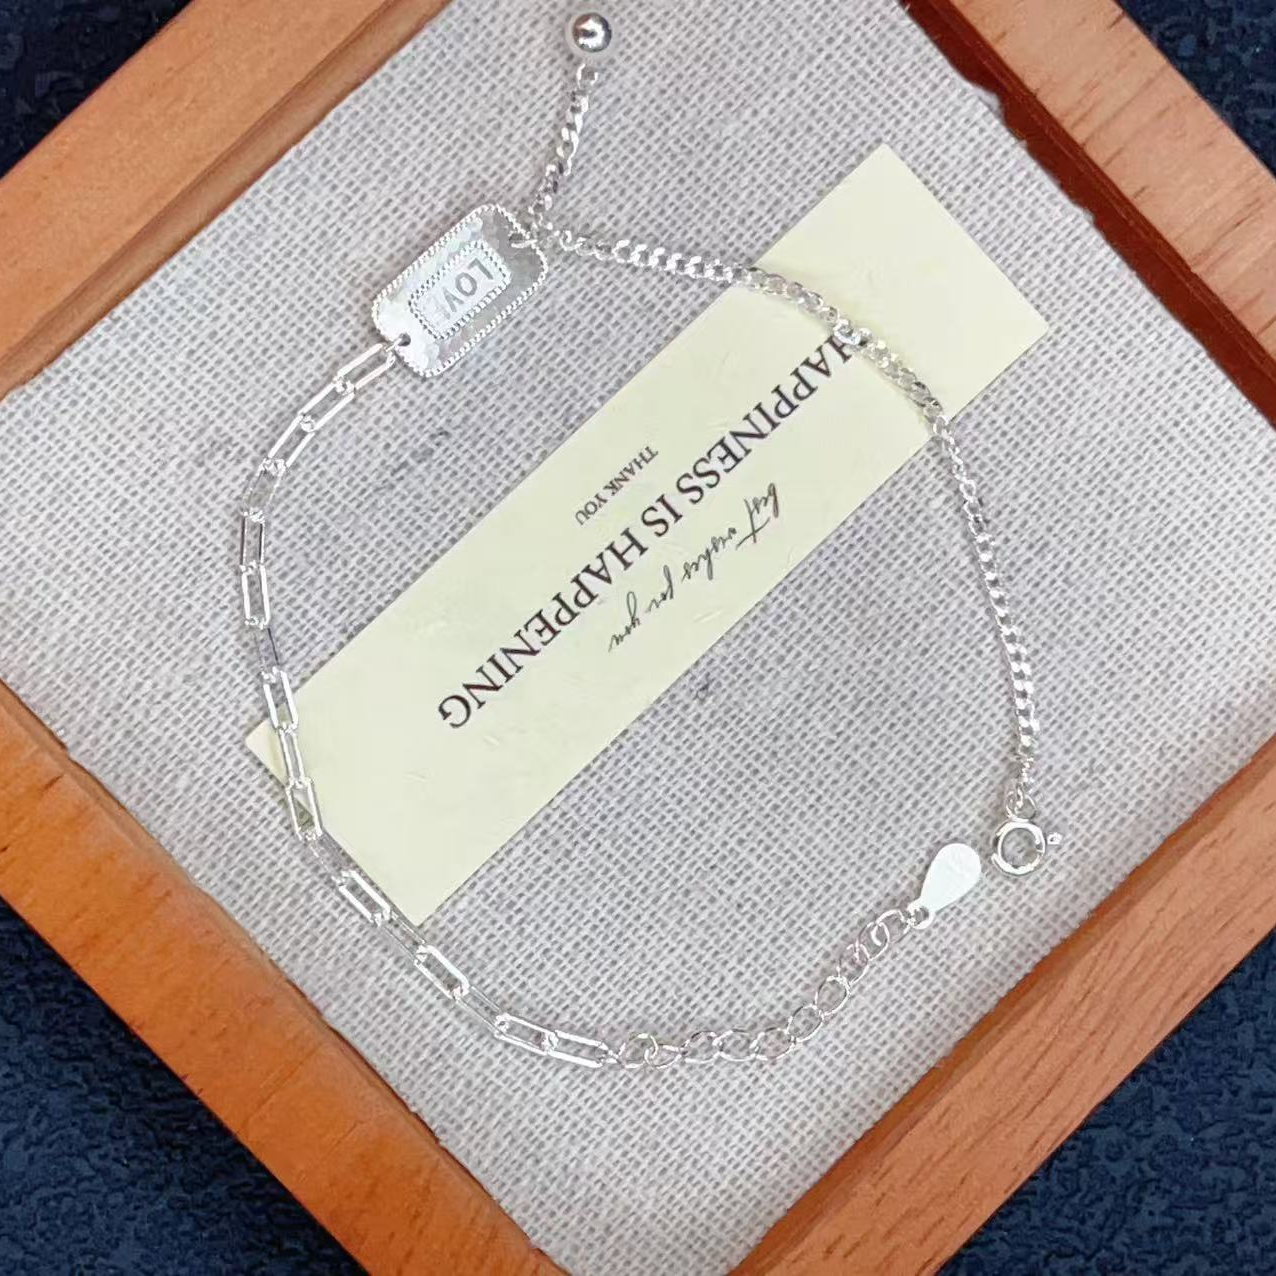 LOVE
THANK YOU
HAPPINESS IS HAPPENING
best wishes for you